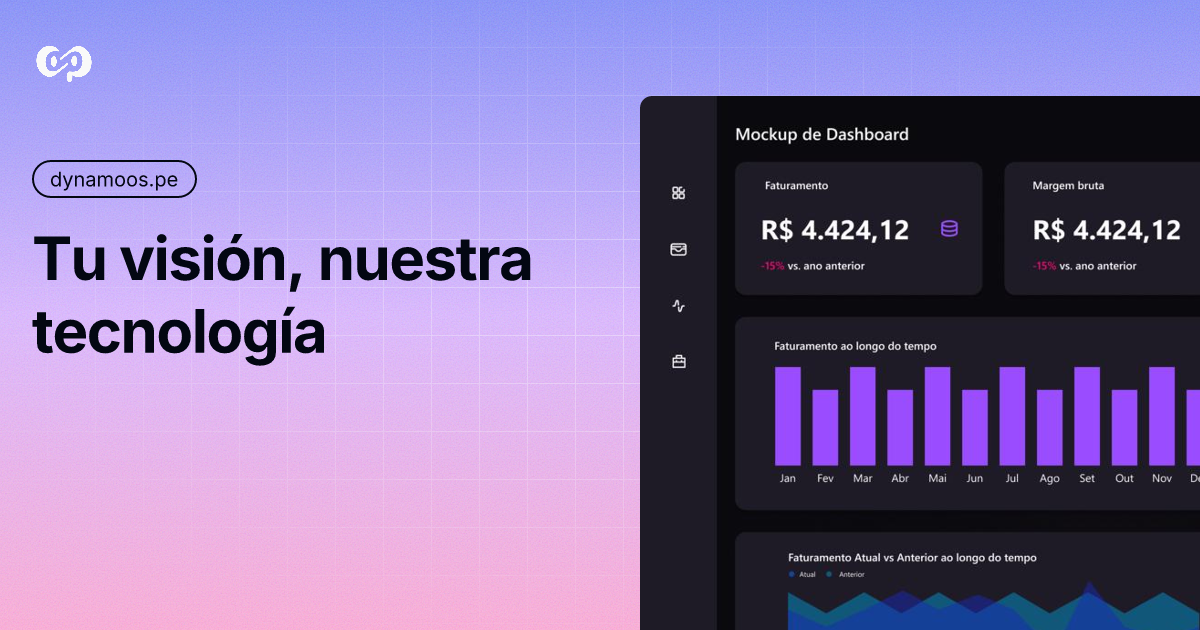 dynamoos.pe
Tu visión, nuestra
tecnología
Mockup de Dashboard
Faturamento
R$ 4.424,12
-15% vs. ano anterior
Margem bruta
R$ 4.424,12
-15% vs. ano anterior
Faturamento ao longo do tempo
Jan Fev Mar Abr Mai Jun Jul Ago Set Out Nov
Faturamento Atual vs Anterior ao longo do tempo
Atual Anterior